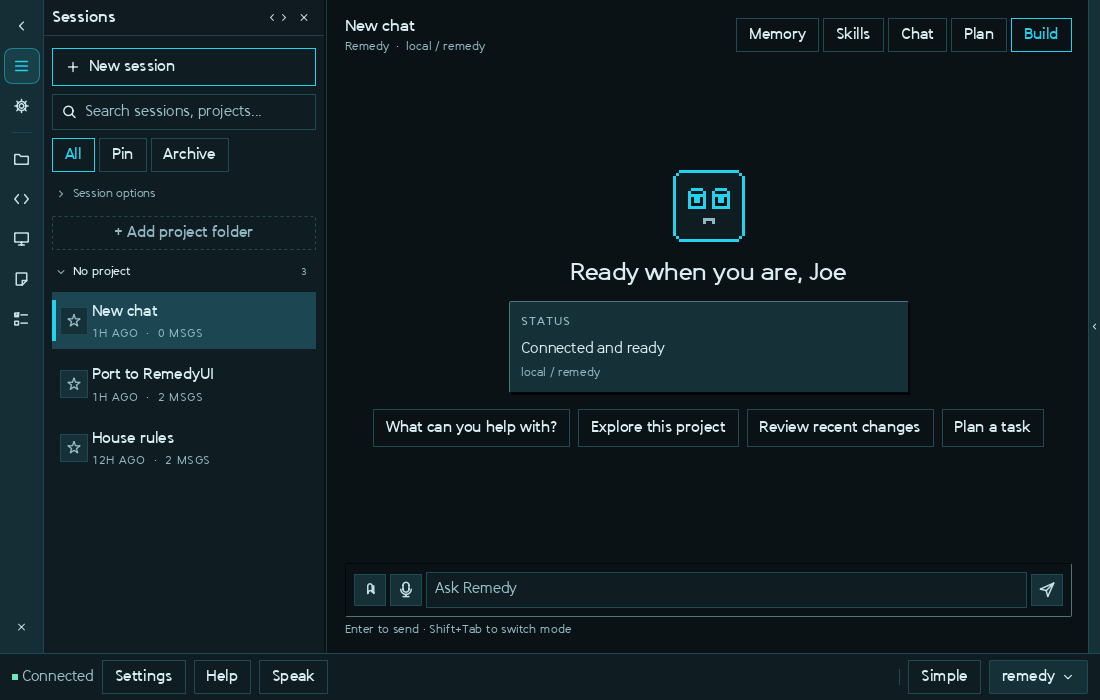 Sessions
New session
Search sessions, projects...
All
Pin
Archive
Session options
+ Add project folder
No project
3
New chat
1H AGO · 0 MSGS
Port to RemedyUI
1H AGO · 2 MSGS
House rules
12H AGO · 2 MSGS
New chat
Remedy · local / remedy
Memory
Skills
Chat
Plan
Build
Ready when you are, Joe
STATUS
Connected and ready
local / remedy
What can you help with?
Explore this project
Review recent changes
Plan a task
Ask Remedy
Enter to send · Shift+Tab to switch mode
Connected
Settings
Help
Speak
Simple
remedy